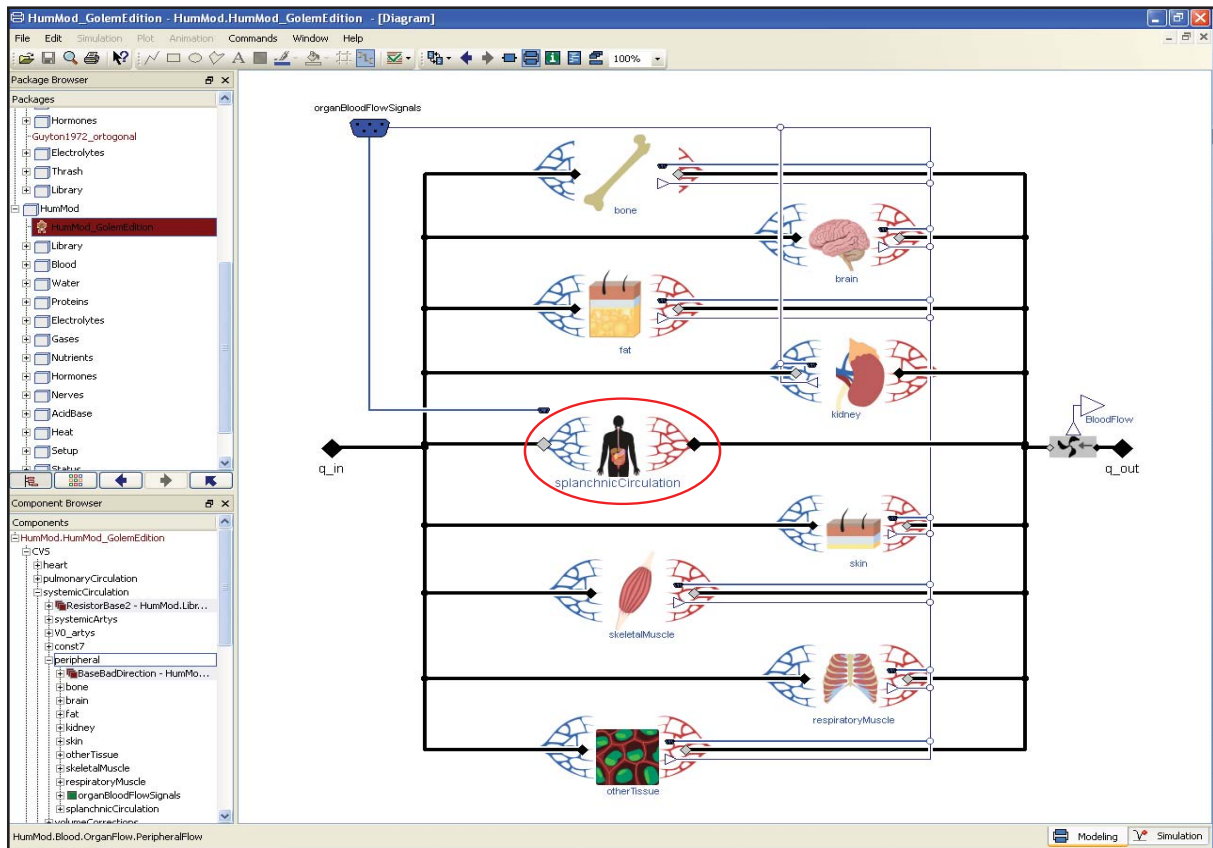 HumMod_GolemEdition - HumMod.HumMod_GolemEdition - [Diagram]
File Edit Simulation Plot Animation Commands Window Help
100%
Package Browser
Packages
Hormones
Guyton1972_ortogonal
Electrolytes
Thrash
Library
HumMod
HumMod_GolemEdition
Library
Blood
Water
Proteins
Electrolytes
Gases
Nutrients
Hormones
Nerves
AcidBase
Heat
Setup
Status
Component Browser
Components
HumMod.HumMod_GolemEdition
CVS
heart
pulmonaryCirculation
systemicCirculation
ResistorBase2 - HumMod.Libr...
systemicArtys
V0_artys
const7
peripheral
BaseBadDirection - HumMo...
bone
brain
fat
kidney
skin
otherTissue
skeletalMuscle
respiratoryMuscle
organBloodFlowSignals
splanchnicCirculation
volumeCorrections
organBloodFlowSignals
bone
brain
fat
kidney
BloodFlow
q_in
q_out
splanchnicCirculation
skin
skeletalMuscle
respiratoryMuscle
otherTissue
HumMod.Blood.OrganFlow.PeripheralFlow
Modeling Simulation